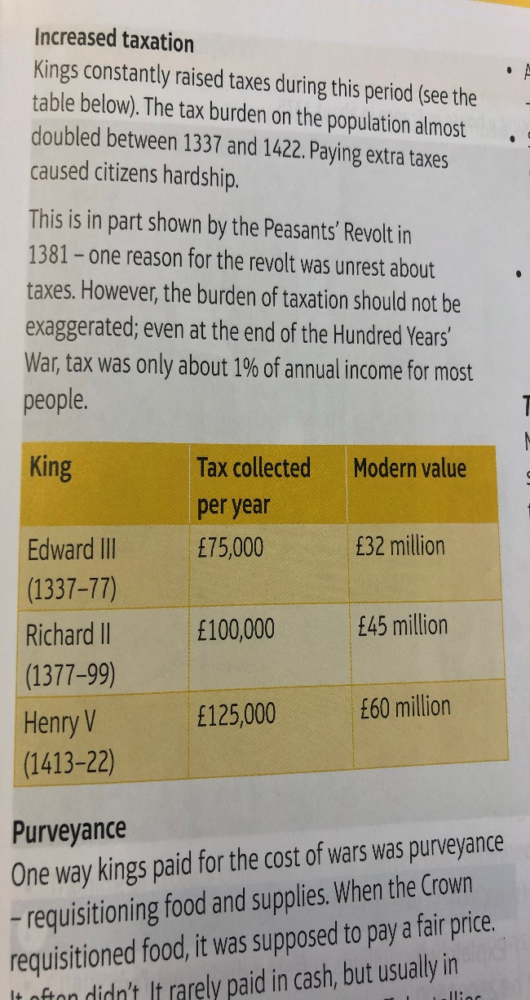 Increased taxation
Kings constantly raised taxes during this period (see the
table below). The tax burden on the population almost
doubled between 1337 and 1422. Paying extra taxes
caused citizens hardship.
This is in part shown by the Peasants' Revolt in
1381 – one reason for the revolt was unrest about
taxes. However, the burden of taxation should not be
exaggerated; even at the end of the Hundred Years'
War, tax was only about 1% of annual income for most
people.
King Tax collected Modern value
per year
Edward III £75,000 £32 million
(1337–77)
Richard II £100,000 £45 million
(1377–99)
Henry V £125,000 £60 million
(1413–22)
Purveyance
One way kings paid for the cost of wars was purveyance
– requisitioning food and supplies. When the Crown
requisitioned food, it was supposed to pay a fair price.
It often didn't. It rarely paid in cash, but usually in